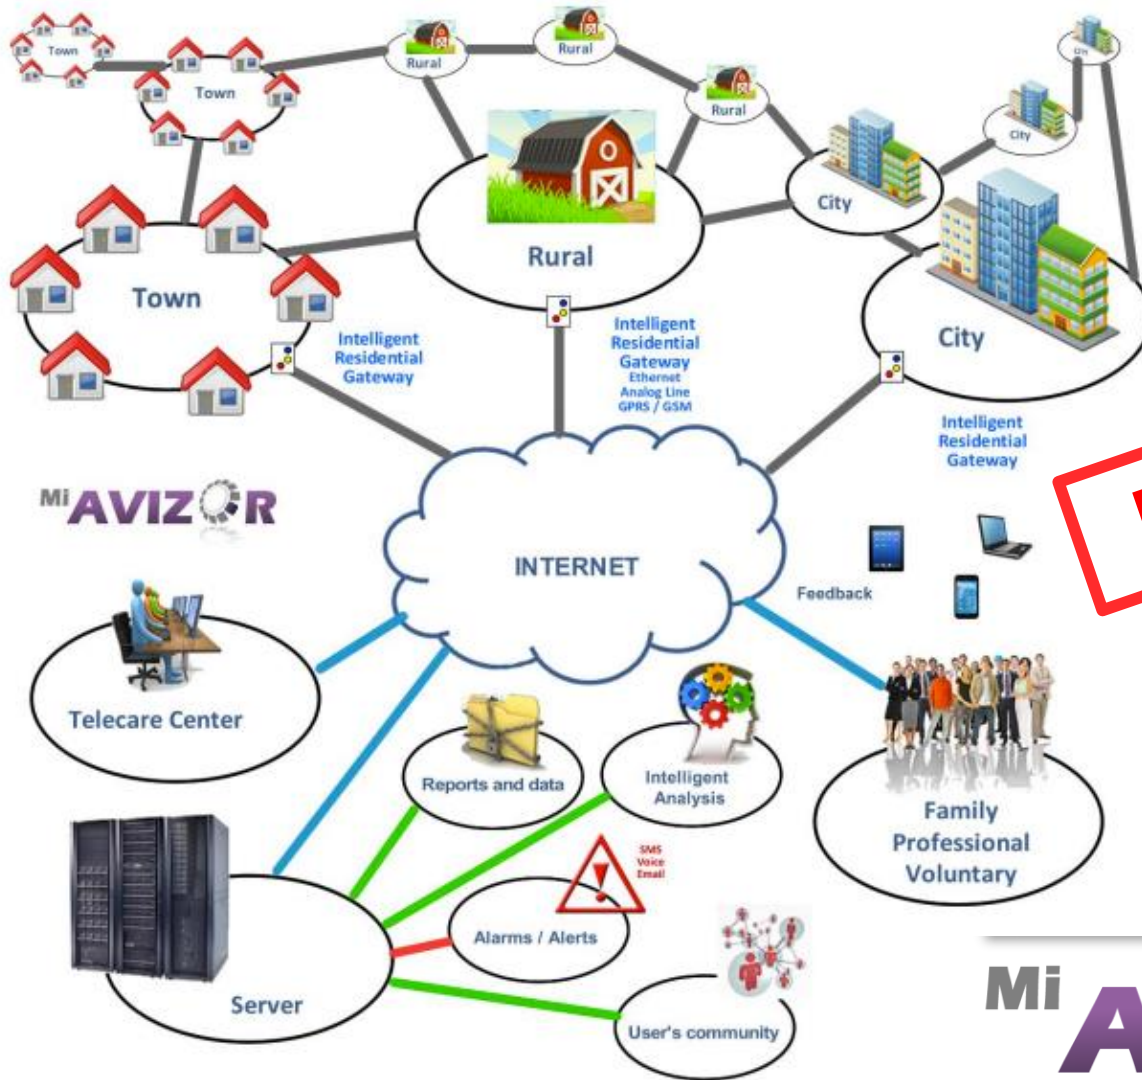 Town
Town
Rural
Rural
Rural
City
City
City
Town
Rural
City
Intelligent
Residential
Gateway
Intelligent
Residential
Gateway
Ethernet
Analog Line
GPRS / GSM
Intelligent
Residential
Gateway
Mi AVIZOR
INTERNET
Feedback
Telecare Center
Reports and data
Intelligent
Analysis
Family
Professional
Voluntary
SMS
Voice
Email
Alarms / Alerts
Server
User's community
Mi A